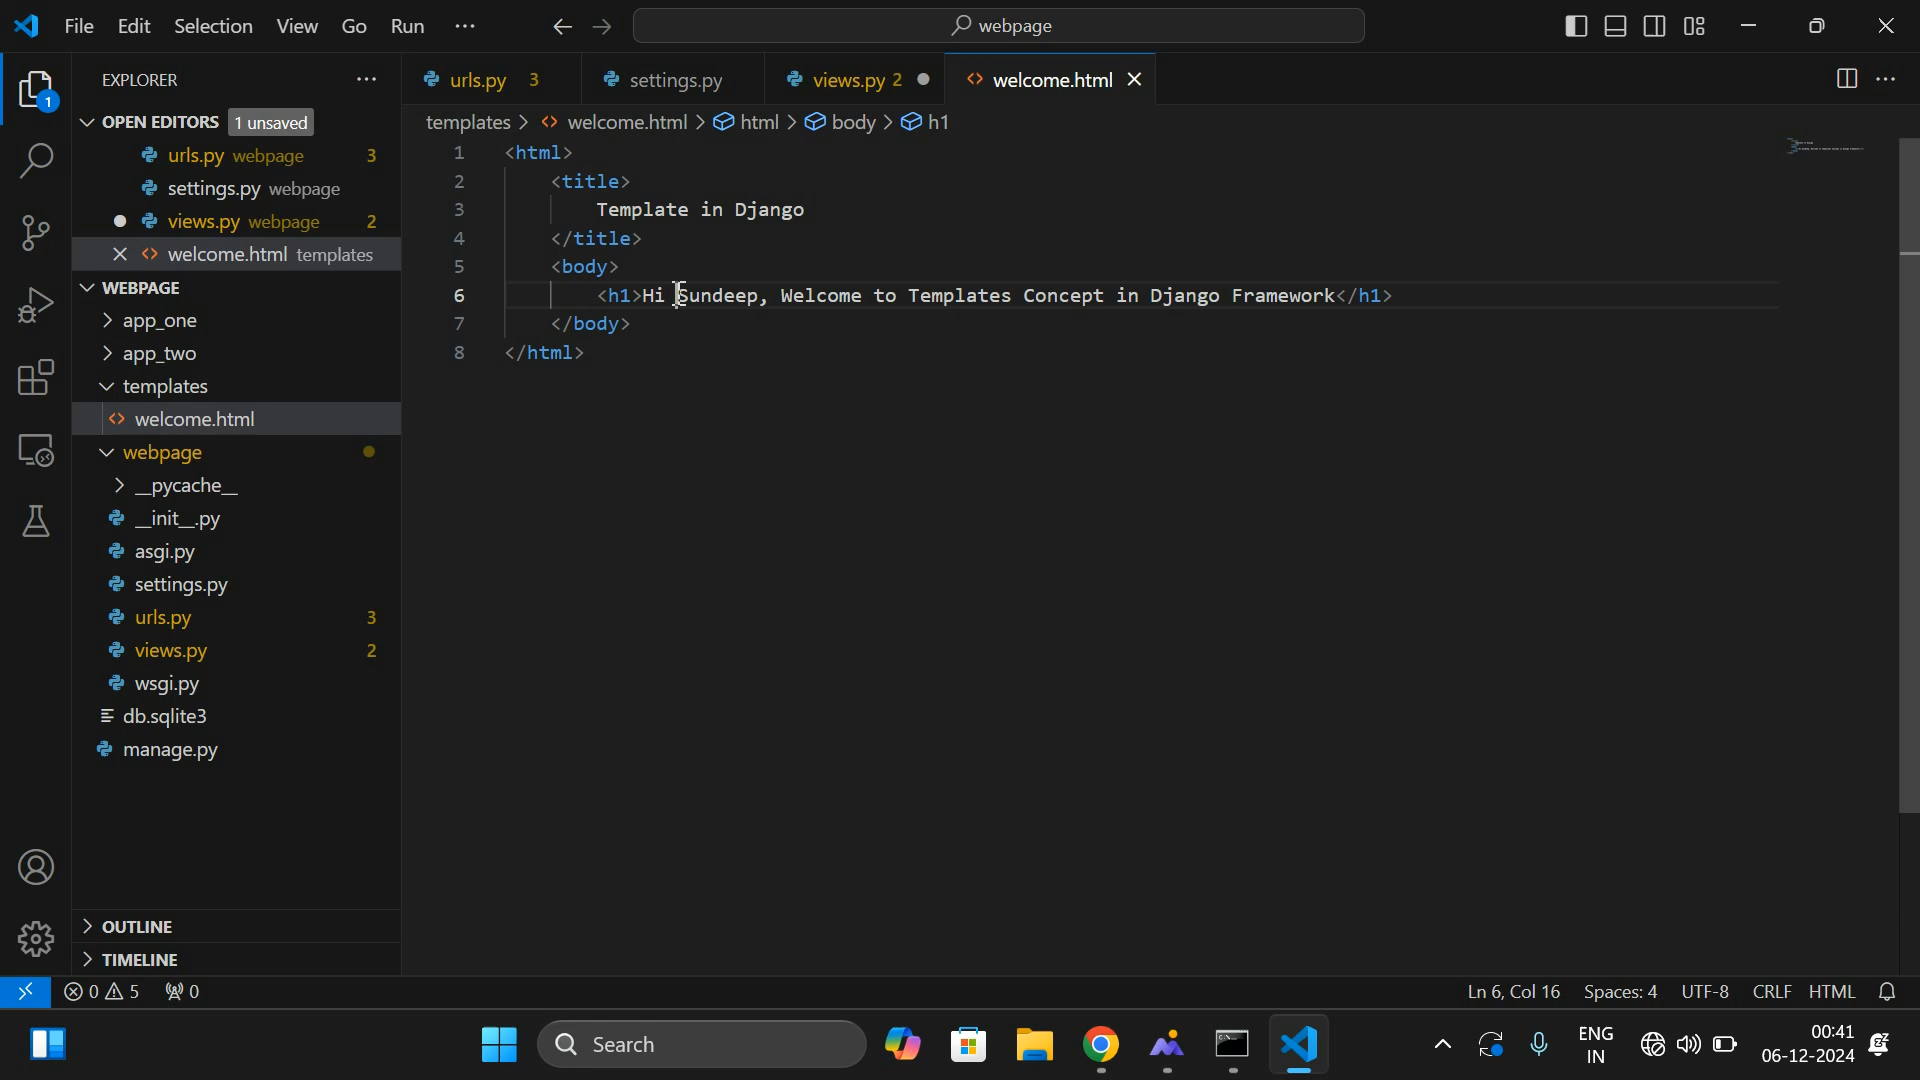 File Edit Selection View Go Run ...
webpage
EXPLORER ...
OPEN EDITORS 1 unsaved
urls.py webpage 3
settings.py webpage
views.py webpage 2
welcome.html templates
WEBPAGE
app_one
app_two
templates
welcome.html
webpage
__pycache__
__init__.py
asgi.py
settings.py
urls.py 3
views.py 2
wsgi.py
db.sqlite3
manage.py
OUTLINE
TIMELINE
urls.py 3 settings.py views.py 2 welcome.html
templates > welcome.html > html > body > h1
1 <html>
2 <title>
3 Template in Django
4 </title>
5 <body>
6 <h1>Hi Sundeep, Welcome to Templates Concept in Django Framework</h1>
7 </body>
8 </html>
0 5 0 Ln 6, Col 16 Spaces: 4 UTF-8 CRLF HTML
Search
ENG
IN
00:41
06-12-2024